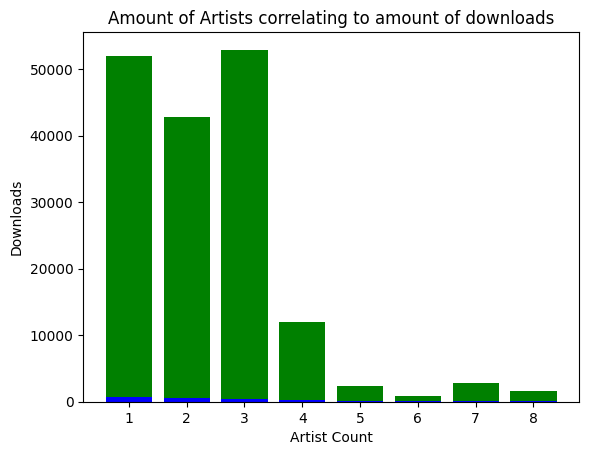 Amount of Artists correlating to amount of downloads
50000
40000
30000
20000
10000
0
Downloads
1 2 3 4 5 6 7 8
Artist Count